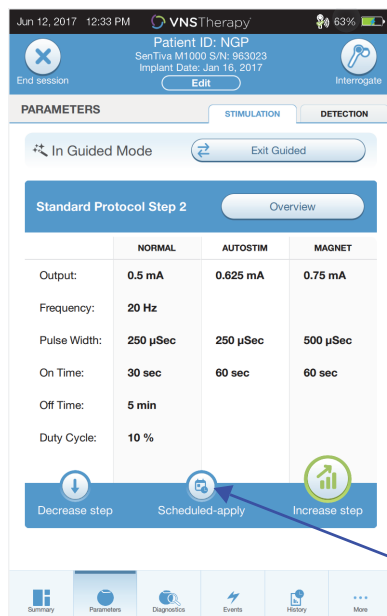 Jun 12, 2017 12:33 PM VNSTherapy 63%
Patient ID: NGP
SenTiva M1000 S/N: 963023
Implant Date: Jan 16, 2017
End session Edit Interrogate
PARAMETERS STIMULATION DETECTION
In Guided Mode Exit Guided
Standard Protocol Step 2 Overview
NORMAL AUTOSTIM MAGNET
Output: 0.5 mA 0.625 mA 0.75 mA
Frequency: 20 Hz
Pulse Width: 250 µSec 250 µSec 500 µSec
On Time: 30 sec 60 sec 60 sec
Off Time: 5 min
Duty Cycle: 10 %
Decrease step Scheduled-apply Increase step
Summary Parameters Diagnostics Events History More